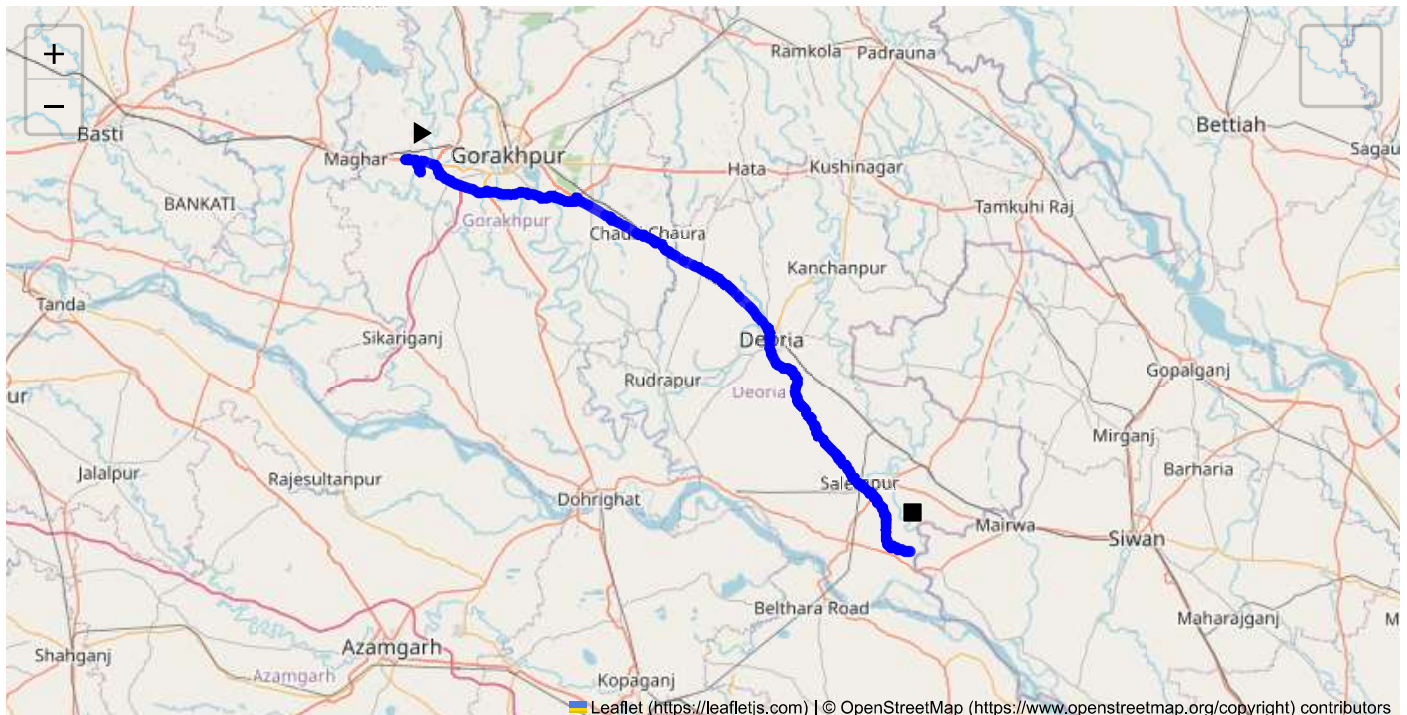 +
Ramkola
Padrauna
−
Basti
Bettiah
Maghar
Gorakhpur
Sagau
Hata
Kushinagar
BANKATI
Tamkuhi Raj
Gorakhpur
Chauri Chaura
Kanchanpur
Tanda
Sikariganj
Deoria
Gopalganj
Rudrapur
Deoria
ur
Mirganj
Barharia
Jalalpur
Rajesultanpur
Salempur
Dohrighat
Mairwa
Siwan
Belthara Road
Maharajganj
M
Azamgarh
Shahganj
Azamgarh
Kopaganj
Leaflet (https://leafletjs.com) | © OpenStreetMap (https://www.openstreetmap.org/copyright) contributors